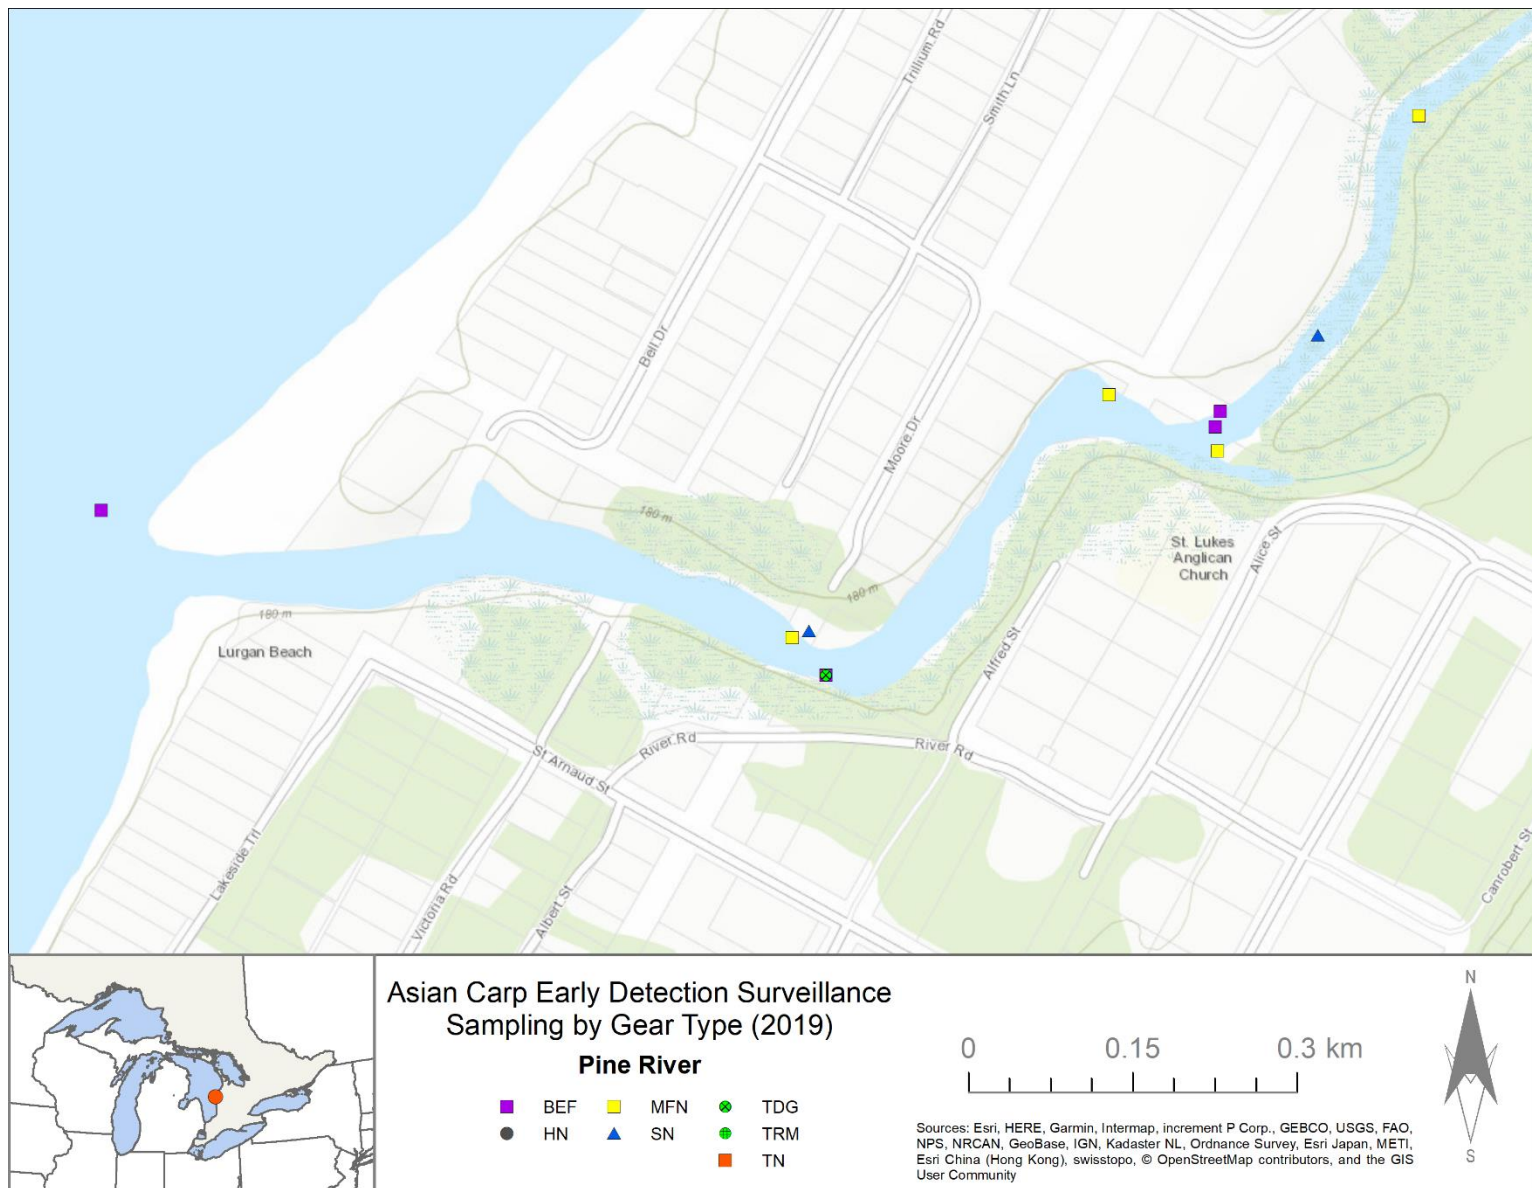 Trillium Rd
Smith Ln
Bell Dr
Moore Dr
180 m
180 m
180 m
St. Lukes
Anglican
Church
Alice St
Alfred St
Lurgan Beach
River Rd
River Rd
St Arnaud St
Lakeside Trl
Victoria Rd
Albert St
Canrobert St
Asian Carp Early Detection Surveillance
Sampling by Gear Type (2019)
Pine River
BEF MFN TDG
HN SN TRM
TN
0 0.15 0.3 km
N
S
Sources: Esri, HERE, Garmin, Intermap, increment P Corp., GEBCO, USGS, FAO,
NPS, NRCAN, GeoBase, IGN, Kadaster NL, Ordnance Survey, Esri Japan, METI,
Esri China (Hong Kong), swisstopo, © OpenStreetMap contributors, and the GIS
User Community